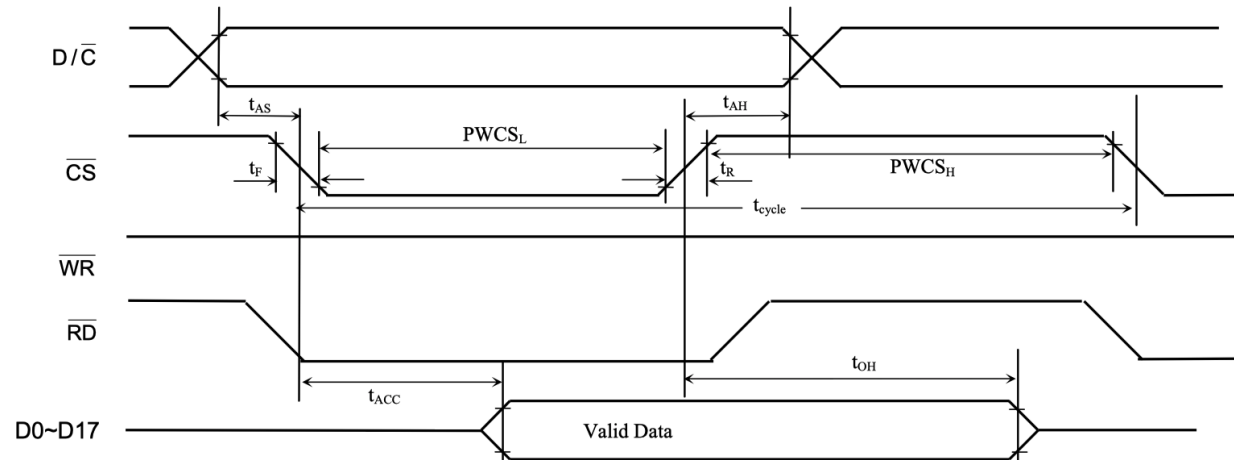 D / C̅
t_AS
t_AH
C̅S̅
PWCS_L
t_F
t_R
PWCS_H
t_cycle
W̅R̅
R̅D̅
t_ACC
t_OH
D0~D17
Valid Data